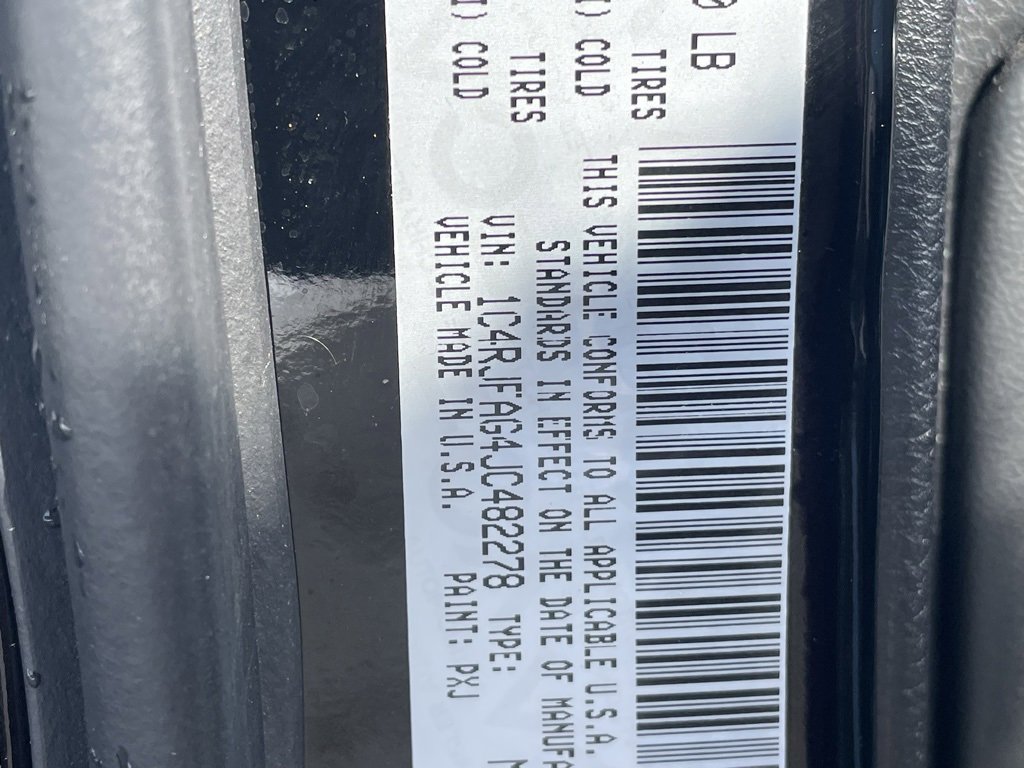 0 LB
TIRES
I) COLD
TIRES
I) COLD
THIS VEHICLE CONFORMS TO ALL APPLICABLE U.S.A.
STANDARDS IN EFFECT ON THE DATE OF MANUFA
VIN: 1C4RJFAG4JC482278 TYPE:
VEHICLE MADE IN U.S.A.
PAINT: PXJ